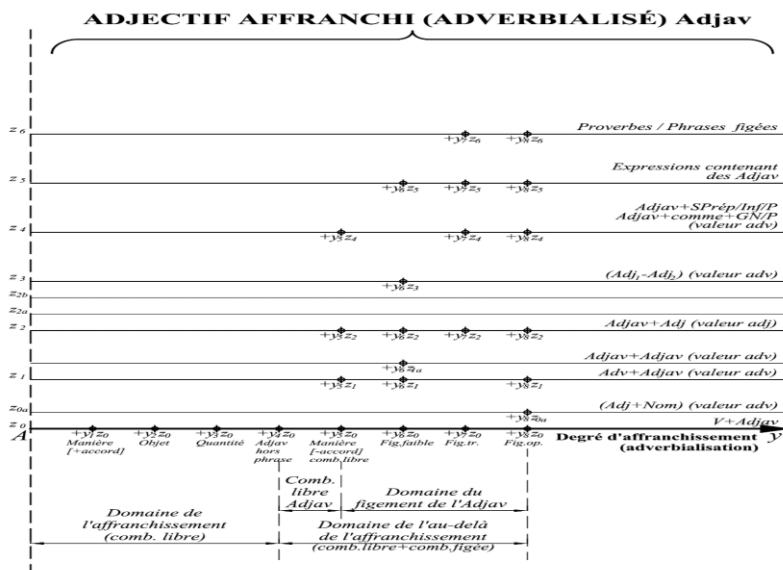 ADJECTIF AFFRANCHI (ADVERBIALISÉ) Adjav
z6
Proverbes / Phrases figées
+y7z6 +y8z6
Expressions contenant
des Adjav
z5
+y6z5 +y7z5 +y8z5
Adjav+SPrép/Inf/P
Adjav+comme+GN/P
(valeur adv)
z4
+y5z4 +y7z4 +y8z4
z3
(Adj1-Adj2) (valeur adv)
+y6z3
z2b
z2a
z2
Adjav+Adj (valeur adj)
+y5z2 +y6z2 +y7z2 +y8z2
Adjav+Adjav (valeur adv)
+y6z1a
z1
Adv+Adjav (valeur adv)
+y5z1 +y6z1 +y8z1
z0a
(Adj+Nom) (valeur adv)
+y8z0a
z0
V+Adjav
A
+y1z0 +y2z0 +y3z0 +y4z0 +y5z0 +y6z0 +y7z0 +y8z0
y
Manière Objet Quantité Adjav Manière Fig.faible Fig.tr. Fig.op.
[+accord] hors [-accord]
phrase comb.libre
Degré d'affranchissement
(adverbialisation)
Comb.
libre
Adjav
Domaine du
figement de l'Adjav
Domaine de
l'affranchissement
(comb. libre)
Domaine de l'au-delà
de l'affranchissement
(comb.libre+comb.figée)